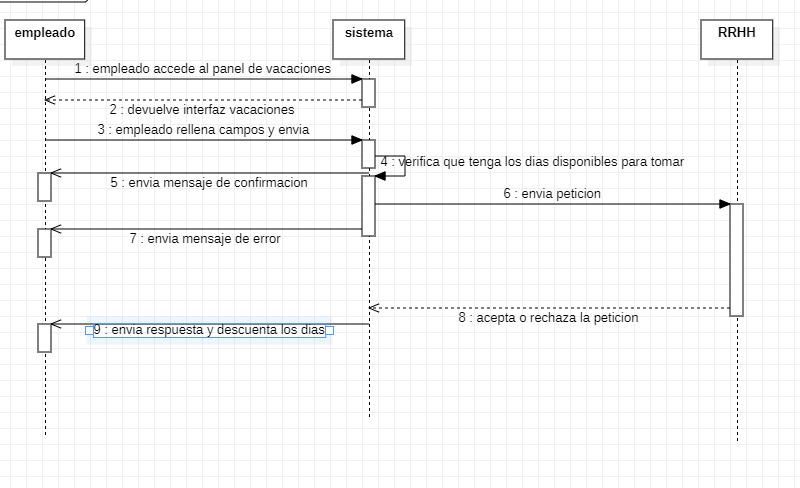 empleado
sistema
RRHH
1 : empleado accede al panel de vacaciones
2 : devuelve interfaz vacaciones
3 : empleado rellena campos y envia
4 : verifica que tenga los dias disponibles para tomar
5 : envia mensaje de confirmacion
6 : envia peticion
7 : envia mensaje de error
8 : acepta o rechaza la peticion
9 : envia respuesta y descuenta los dias